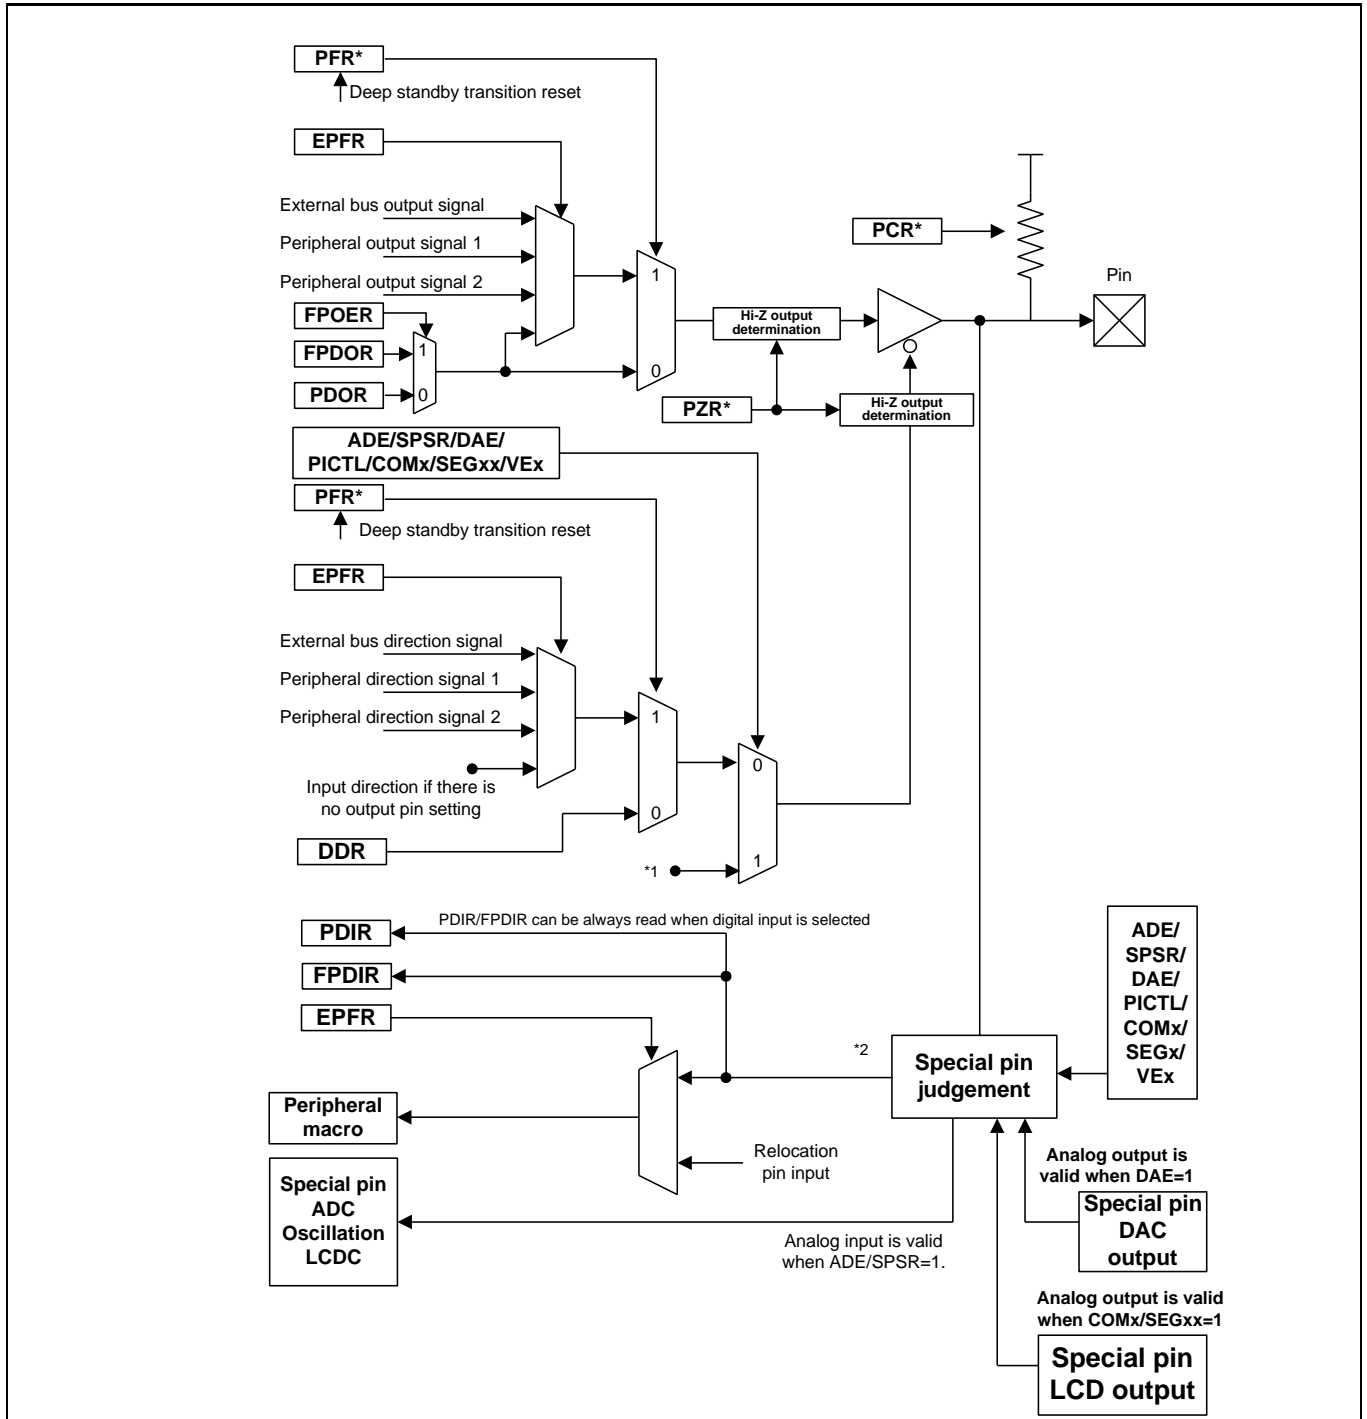 PFR*
Deep standby transition reset
EPFR
External bus output signal
Peripheral output signal 1
Peripheral output signal 2
FPOER
FPDOR
PDOR
1
0
1
0
Hi-Z output
determination
PCR*
Pin
PZR*
Hi-Z output
determination
ADE/SPSR/DAE/
PICTL/COMx/SEGxx/VEx
PFR*
Deep standby transition reset
EPFR
External bus direction signal
Peripheral direction signal 1
Peripheral direction signal 2
Input direction if there is
no output pin setting
DDR
1
0
0
1
*1
PDIR/FPDIR can be always read when digital input is selected
PDIR
FPDIR
EPFR
*2
Special pin
judgement
ADE/
SPSR/
DAE/
PICTL/
COMx/
SEGx/
VEx
Peripheral
macro
Relocation
pin input
Special pin
ADC
Oscillation
LCDC
Analog input is valid
when ADE/SPSR=1.
Analog output is
valid when DAE=1
Special pin
DAC
output
Analog output is valid
when COMx/SEGxx=1
Special pin
LCD output